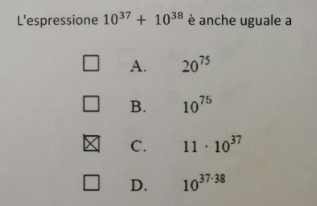 L'espressione 10³⁷ + 10³⁸ è anche uguale a
☐ A. 20⁷⁵
☐ B. 10⁷⁵
☒ C. 11 · 10³⁷
☐ D. 10³⁷·³⁸